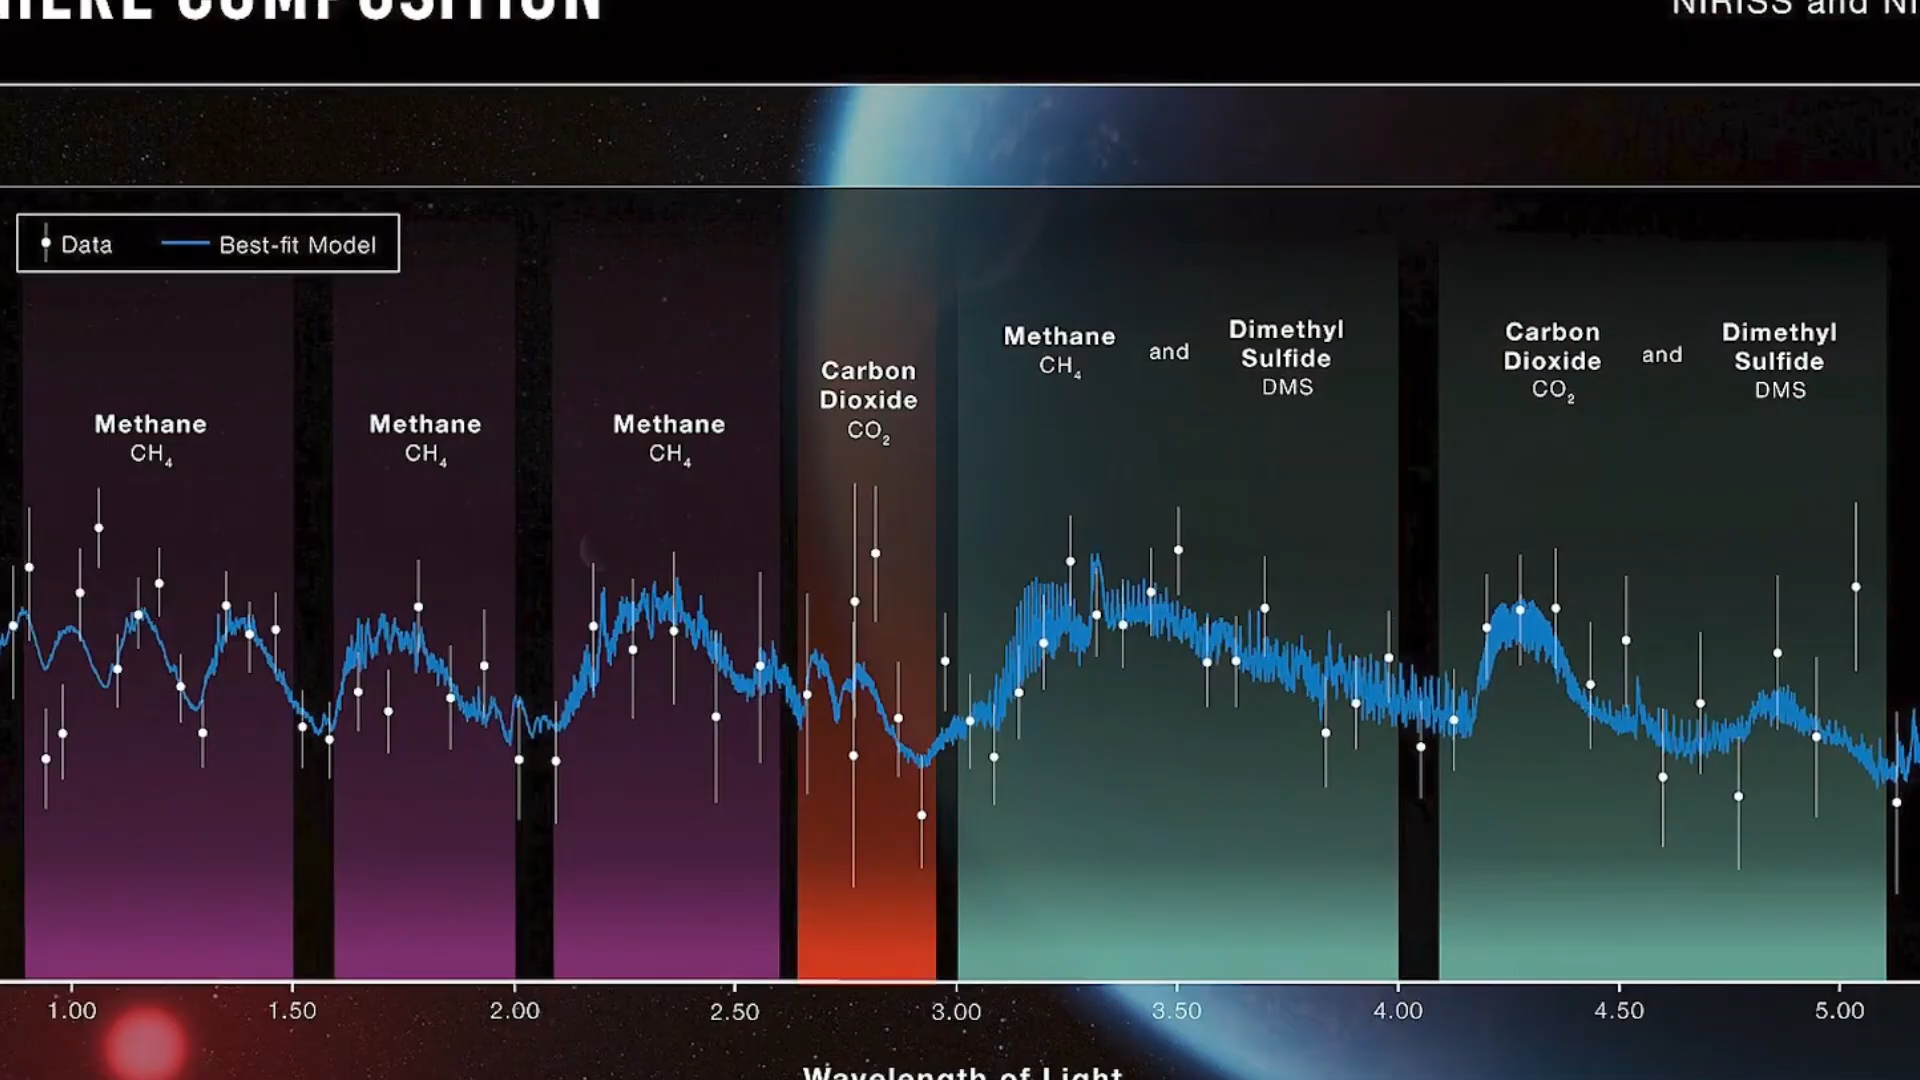 COMPOSITION
NIRISS and
Data
Best-fit Model
Methane
CH₄
Methane
CH₄
Methane
CH₄
Carbon
Dioxide
CO₂
Methane
CH₄
and
Dimethyl
Sulfide
DMS
Carbon
Dioxide
CO₂
and
Dimethyl
Sulfide
DMS
1.00 1.50 2.00 2.50 3.00 3.50 4.00 4.50 5.00
Wavelength of Light